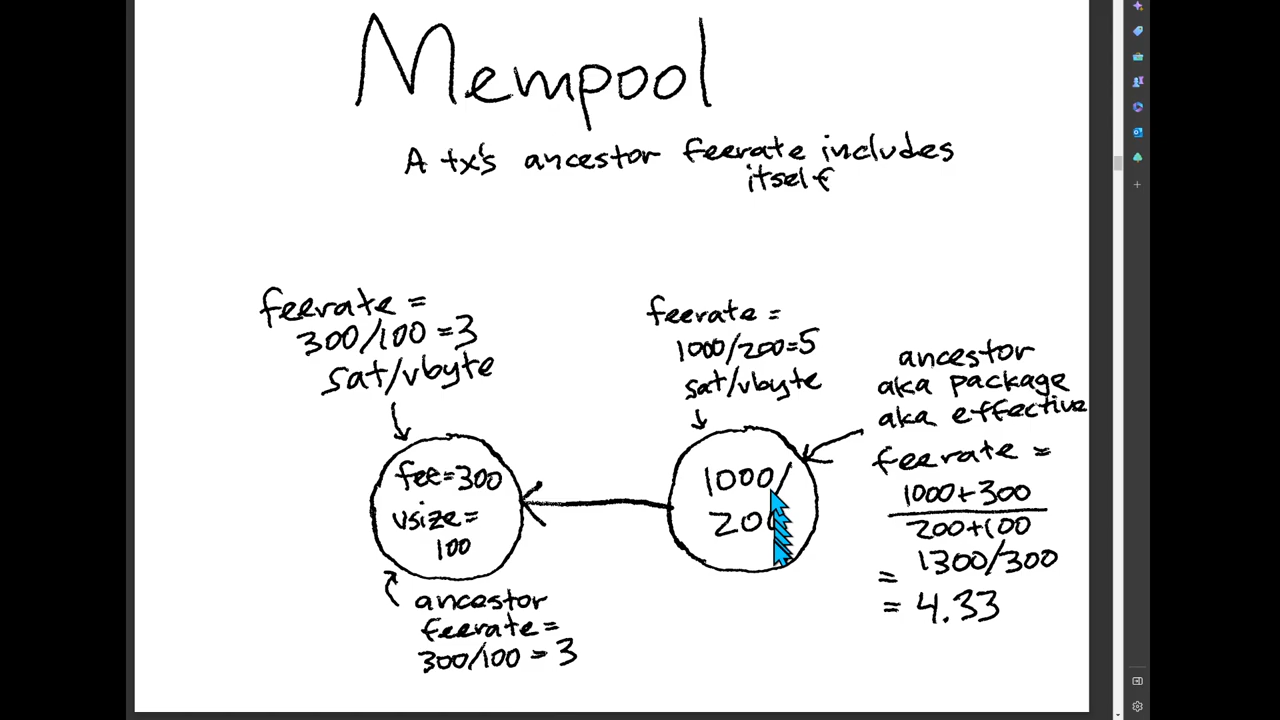 Mempool
A tx's ancestor feerate includes
itself
feerate =
300/100 = 3
sat/vbyte
feerate =
1000/200=5
sat/vbyte
ancestor
aka package
aka effective
feerate =
1000+300
200+100
= 1300/300
= 4.33
fee=300
vsize=
100
1000/
200
ancestor
feerate =
300/100 = 3